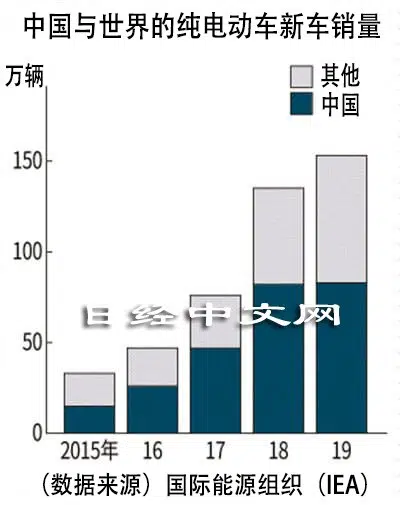 中国与世界的纯电动车新车销量
万辆
其他
中国
150
100
50
0
日经中文网
2015年 16 17 18 19
（数据来源）国际能源组织（IEA）